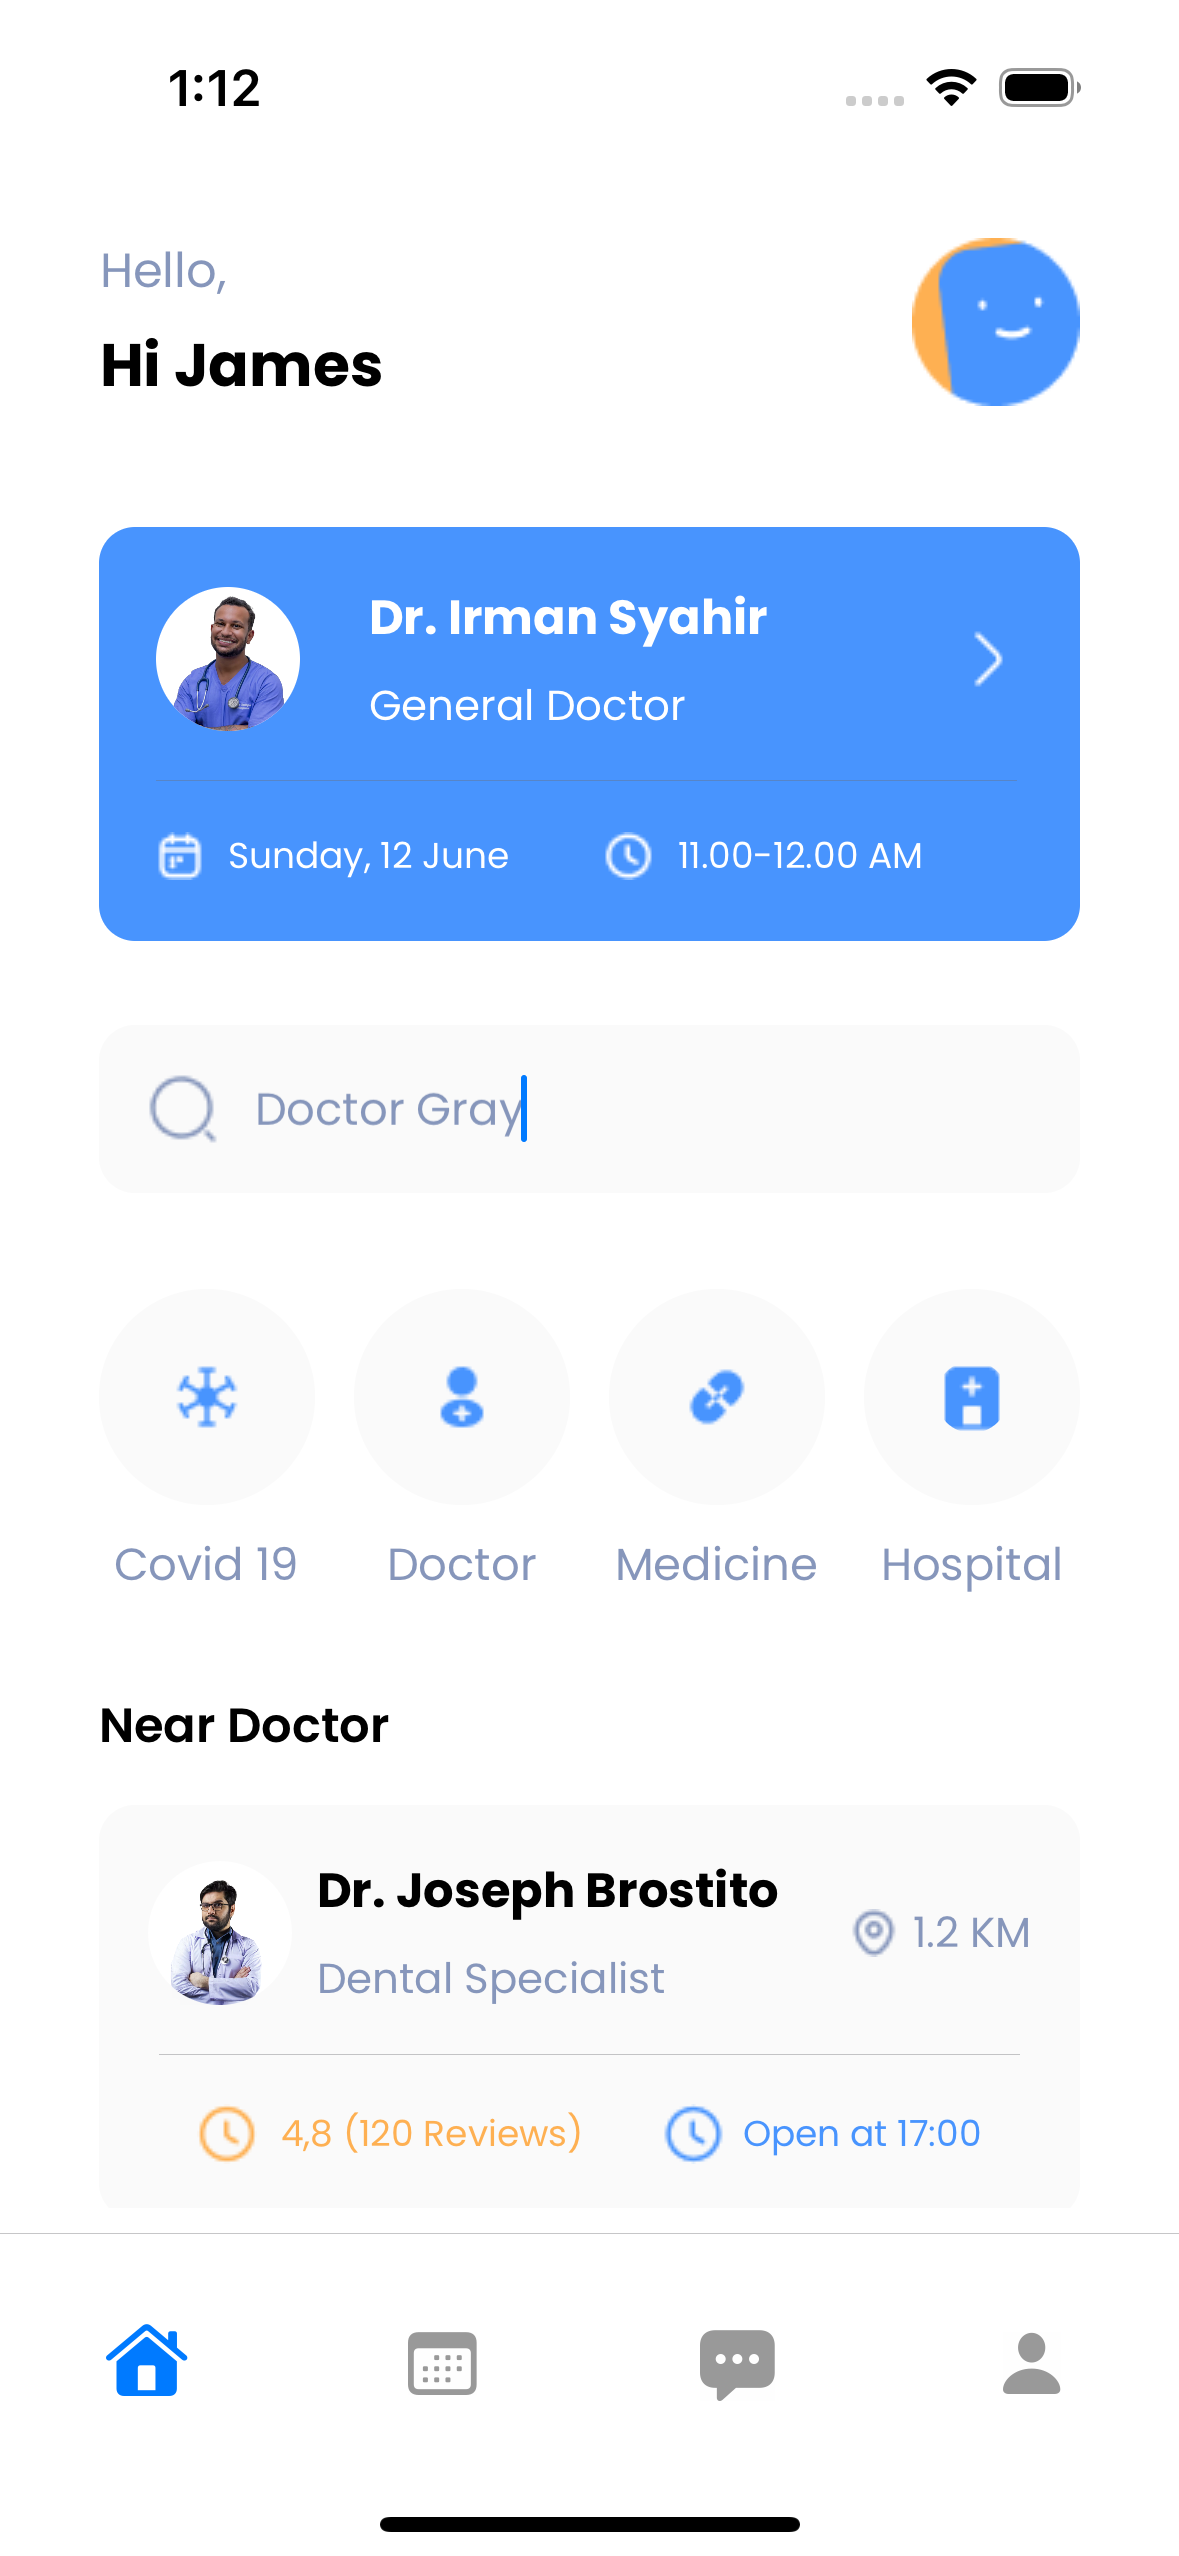 1:12
Hello,
Hi James
Dr. Irman Syahir
General Doctor
Sunday, 12 June
11.00-12.00 AM
Doctor Gray
Covid 19
Doctor
Medicine
Hospital
Near Doctor
Dr. Joseph Brostito
Dental Specialist
1.2 KM
4,8 (120 Reviews)
Open at 17:00